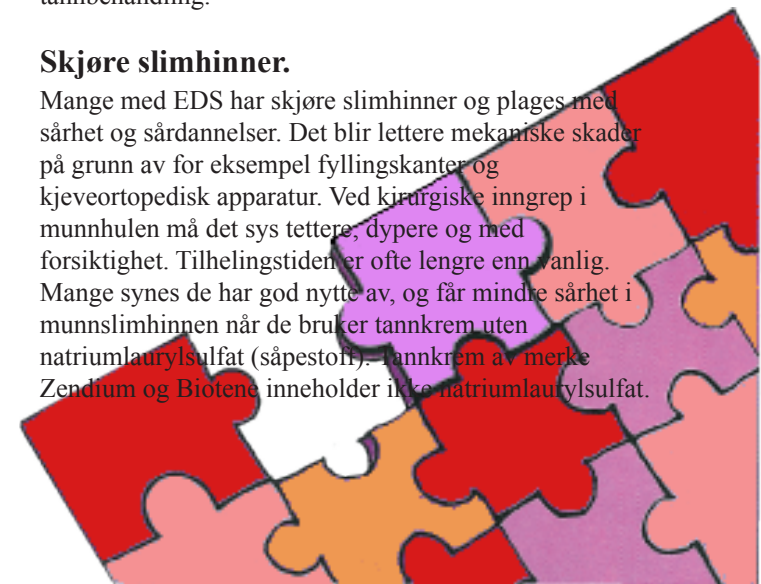 tannbehandling.
Skjøre slimhinner.
Mange med EDS har skjøre slimhinner og plages med
sårhet og sårdannelser. Det blir lettere mekaniske skader
på grunn av for eksempel fyllingskanter og
kjeveortopedisk apparatur. Ved kirurgiske inngrep i
munnhulen må det sys tettere, dypere og med
forsiktighet. Tilhelingstiden er ofte lengre enn vanlig.
Mange synes de har god nytte av, og får mindre sårhet i
munnslimhinnen når de bruker tannkrem uten
natriumlaurylsulfat (såpestoff). Tannkrem av merke
Zendium og Biotene inneholder ikke natriumlaurylsulfat.